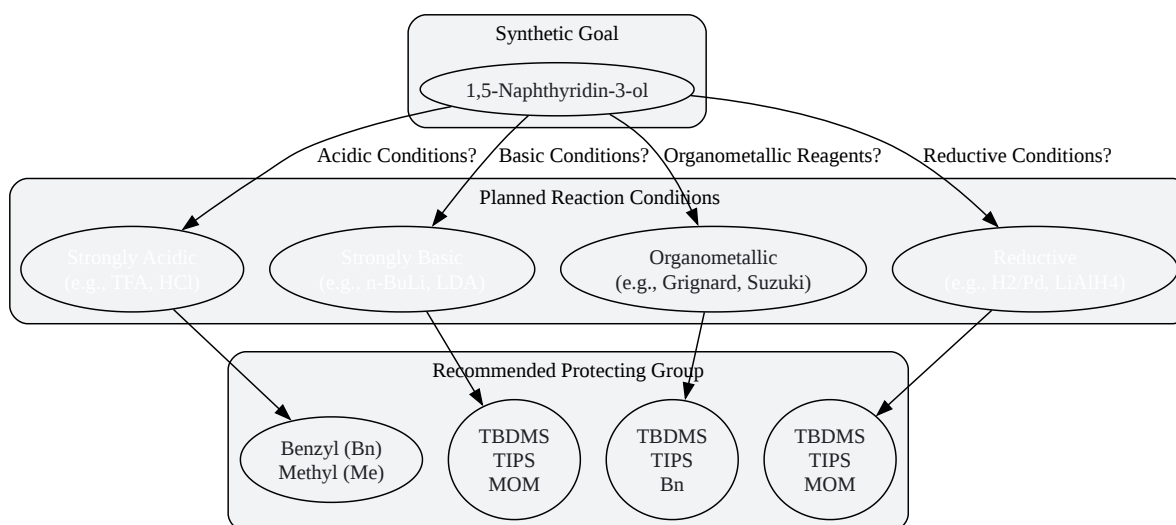 Synthetic Goal
1,5-Naphthyridin-3-ol
Acidic Conditions?
Basic Conditions?
Organometallic Reagents?
Reductive Conditions?
Planned Reaction Conditions
Strongly Acidic
(e.g., TFA, HCl)
Strongly Basic
(e.g., n-BuLi, LDA)
Organometallic
(e.g., Grignard, Suzuki)
Reductive
(e.g., H2/Pd, LiAlH4)
Recommended Protecting Group
Benzyl (Bn)
Methyl (Me)
TBDMS
TIPS
MOM
TBDMS
TIPS
Bn
TBDMS
TIPS
MOM